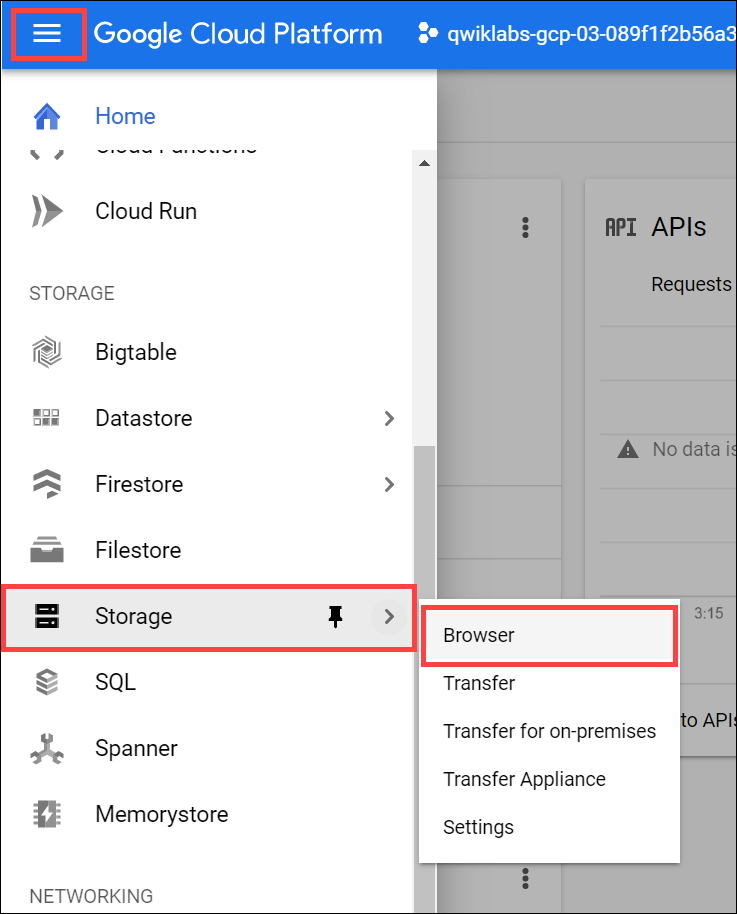 Google Cloud Platform
qwiklabs-gcp-03-089f1f2b56a3
Home
Cloud Functions
Cloud Run
API APIs
Requests
STORAGE
Bigtable
Datastore
No data is
Firestore
Filestore
Storage
3:15
Browser
SQL
Transfer
to APIs
Transfer for on-premises
Spanner
Transfer Appliance
Memorystore
Settings
NETWORKING